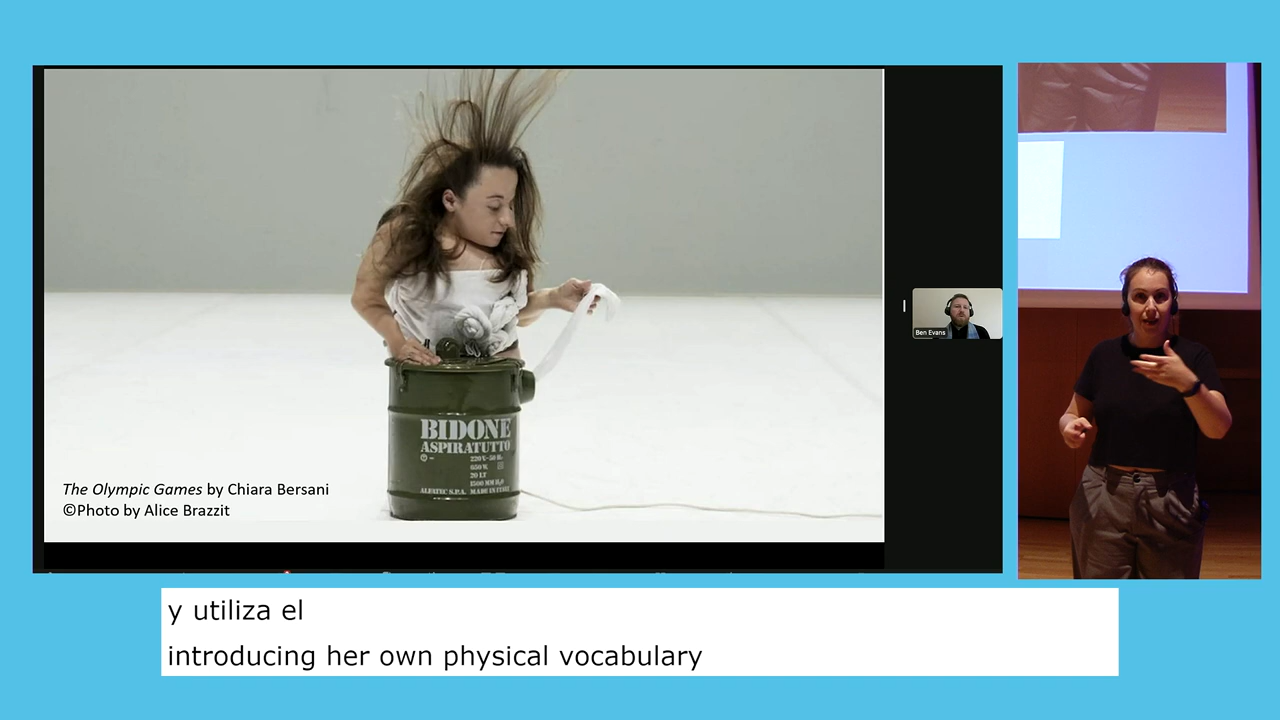 BIDONE
ASPIRATUTTO
220 V-50 Hz
650 W.
20 LT
1500 MM H2O
ALFATEC S.P.A. MADE IN ITALY
The Olympic Games by Chiara Bersani
©Photo by Alice Brazzit
Ben Evans
y utiliza el
introducing her own physical vocabulary